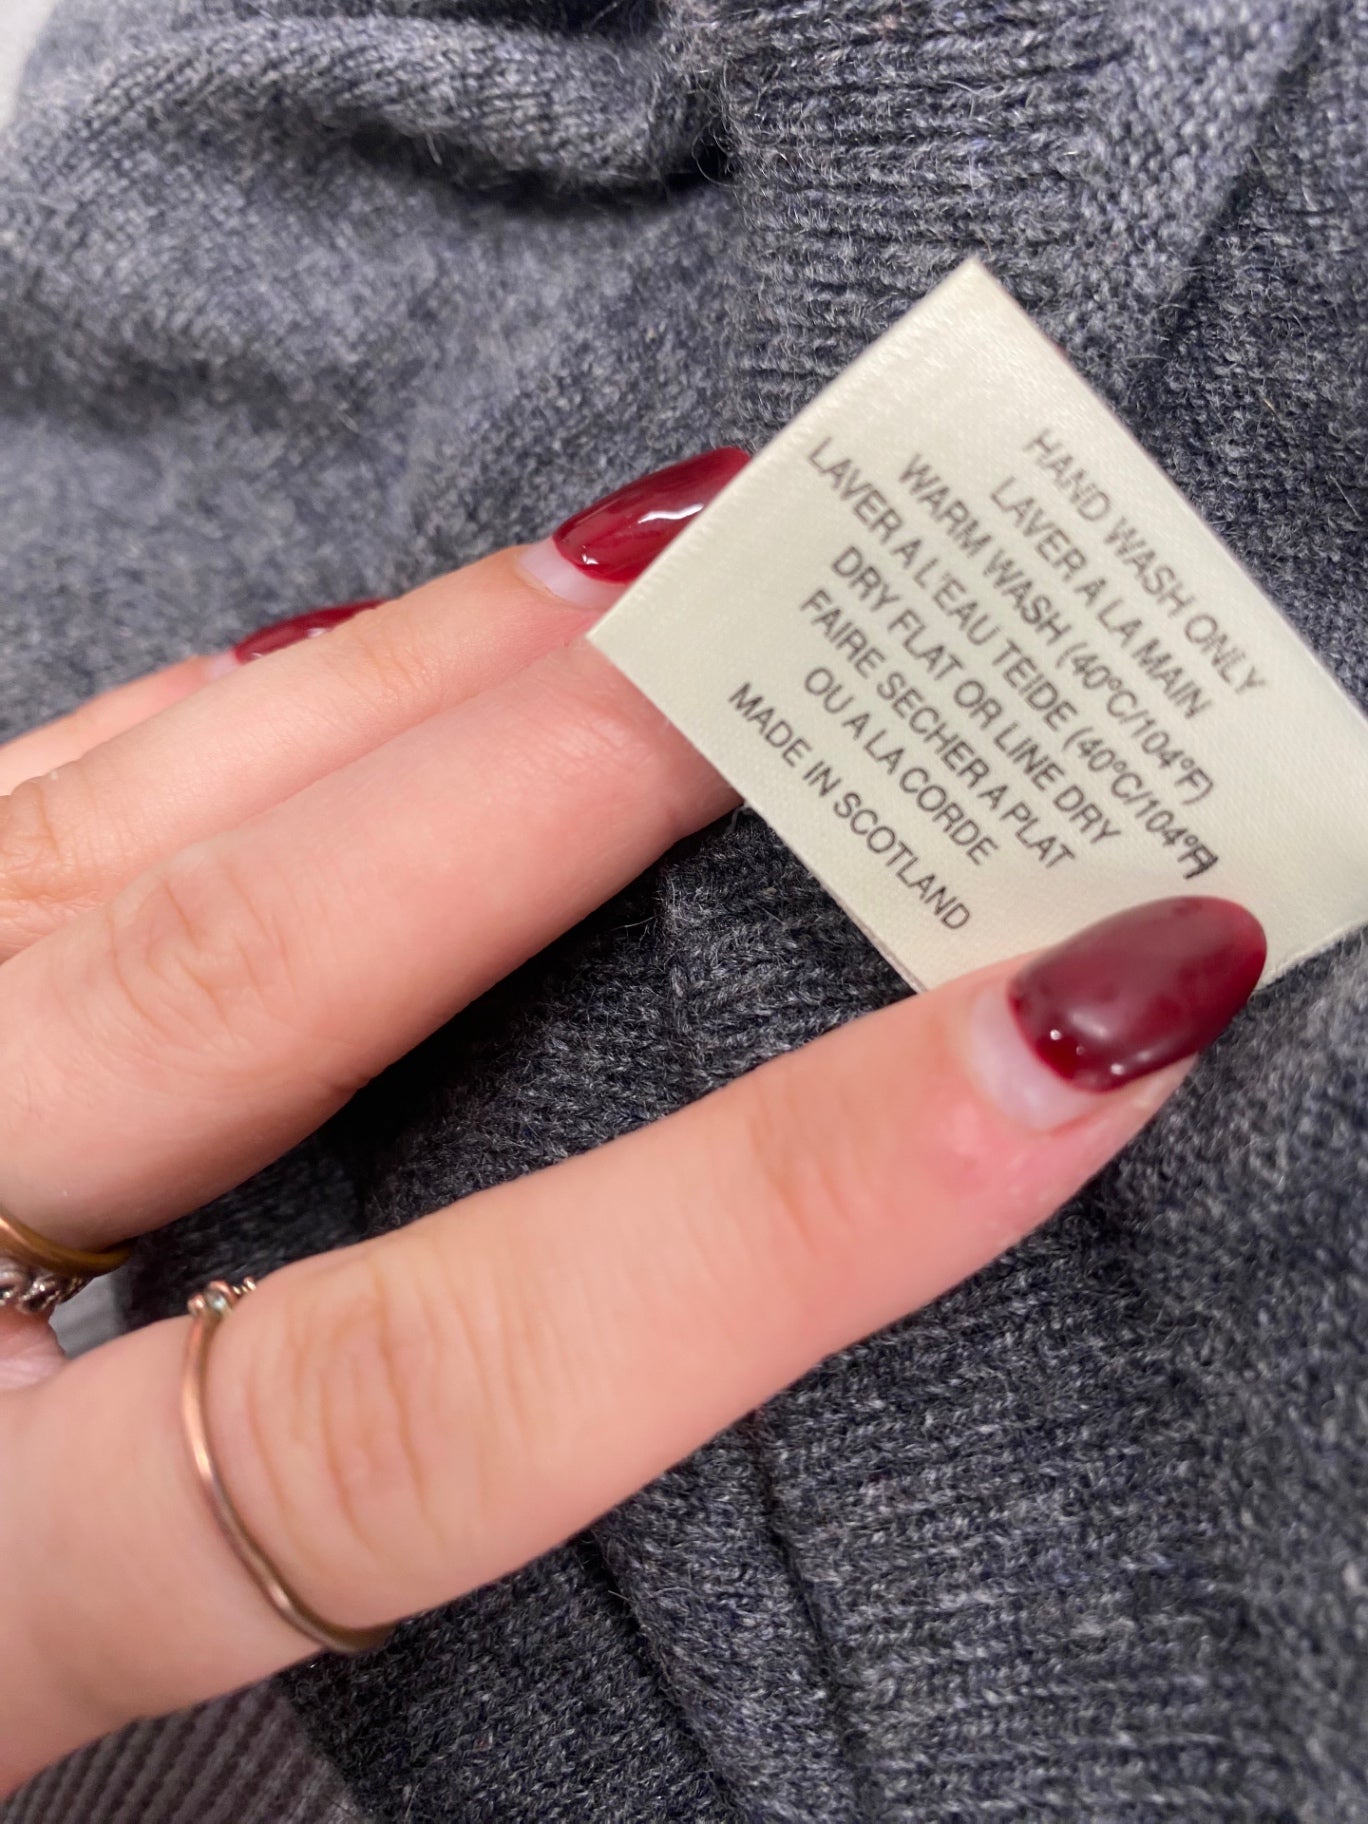 HAND WASH ONLY
LAVER A LA MAIN
WARM WASH (40°C/104°F)
LAVER A L'EAU TEIDE (40°C/104°F)
DRY FLAT OR LINE DRY
FAIRE SECHER A PLAT
OU A LA CORDE
MADE IN SCOTLAND